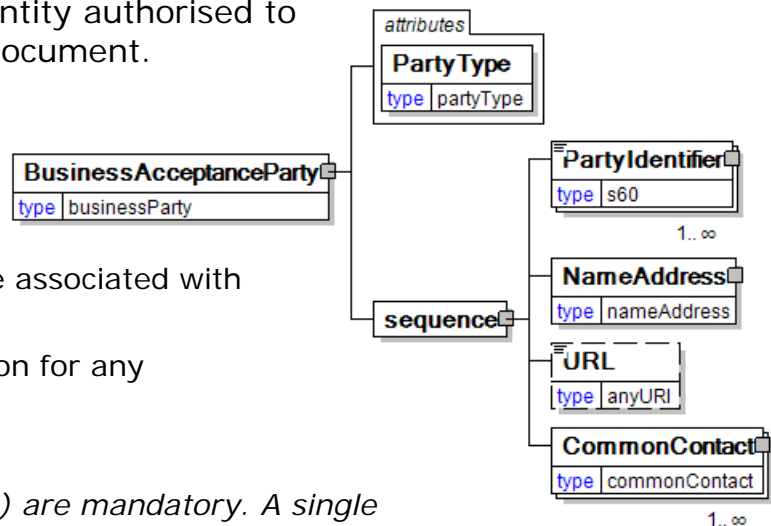 ntity authorised to
ocument.
attributes
PartyType
type partyType
BusinessAcceptanceParty
type businessParty
PartyIdentifier
type s60
1.. ∞
e associated with
NameAddress
type nameAddress
sequence
on for any
URL
type anyURI
CommonContact
type commonContact
) are mandatory. A single
1.. ∞